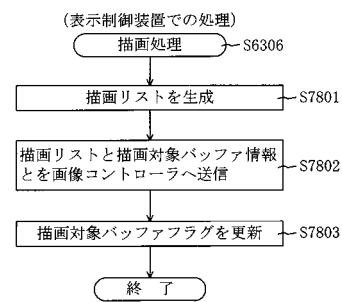 (表示制御装置での処理)
描画処理
S6306
描画リストを生成
S7801
描画リストと描画対象バッファ情報
とを画像コントローラへ送信
S7802
描画対象バッファフラグを更新
S7803
終 了